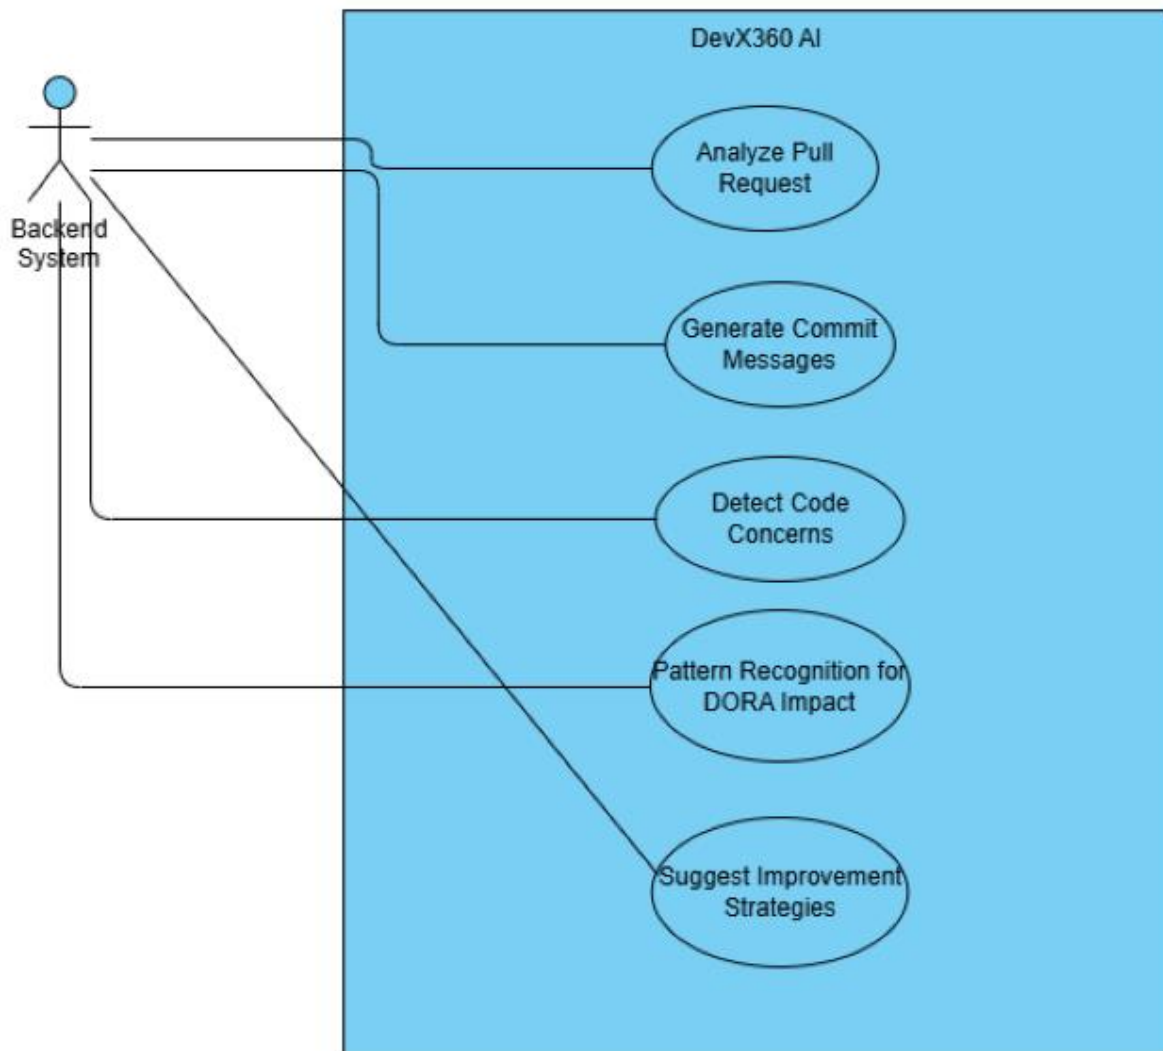 DevX360 AI
Backend
System
Analyze Pull
Request
Generate Commit
Messages
Detect Code
Concerns
Pattern Recognition for
DORA Impact
Suggest Improvement
Strategies